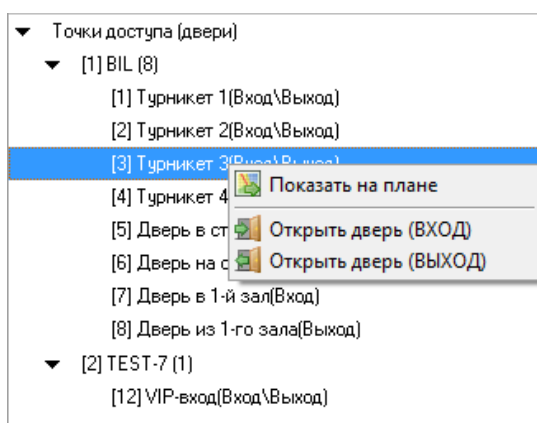 Точки доступа (двери)
[1] BIL (8)
[1] Турникет 1(Вход\Выход)
[2] Турникет 2(Вход\Выход)
[3] Турникет 3(Вход\Выход)
Показать на плане
[4] Турникет 4
[5] Дверь в
Открыть дверь (ВХОД)
[6] Дверь на
Открыть дверь (ВЫХОД)
[7] Дверь в 1-й зал(Вход)
[8] Дверь из 1-го зала(Выход)
[2] TEST-7 (1)
[12] VIP-вход(Вход\Выход)